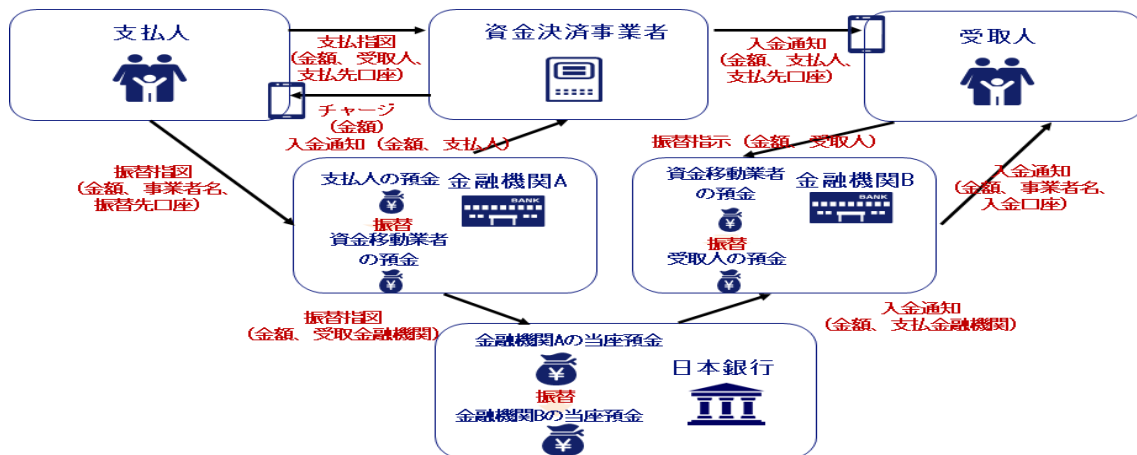 支払人
支払指図
(金額、受取人、
支払先口座)
チャージ
(金額)
資金決済事業者
入金通知
(金額、支払人、
支払先口座)
受取人
入金通知(金額、支払人)
振替指示(金額、受取人)
振替指図
(金額、事業者名、
振替先口座)
支払人の預金
金融機関A
BANK
振替
資金移動業者
の預金
資金移動業者
の預金
金融機関B
BANK
振替
受取人の預金
入金通知
(金額、事業者名、
入金口座)
振替指図
(金額、受取金融機関)
入金通知
(金額、支払金融機関)
金融機関Aの当座預金
振替
金融機関Bの当座預金
日本銀行